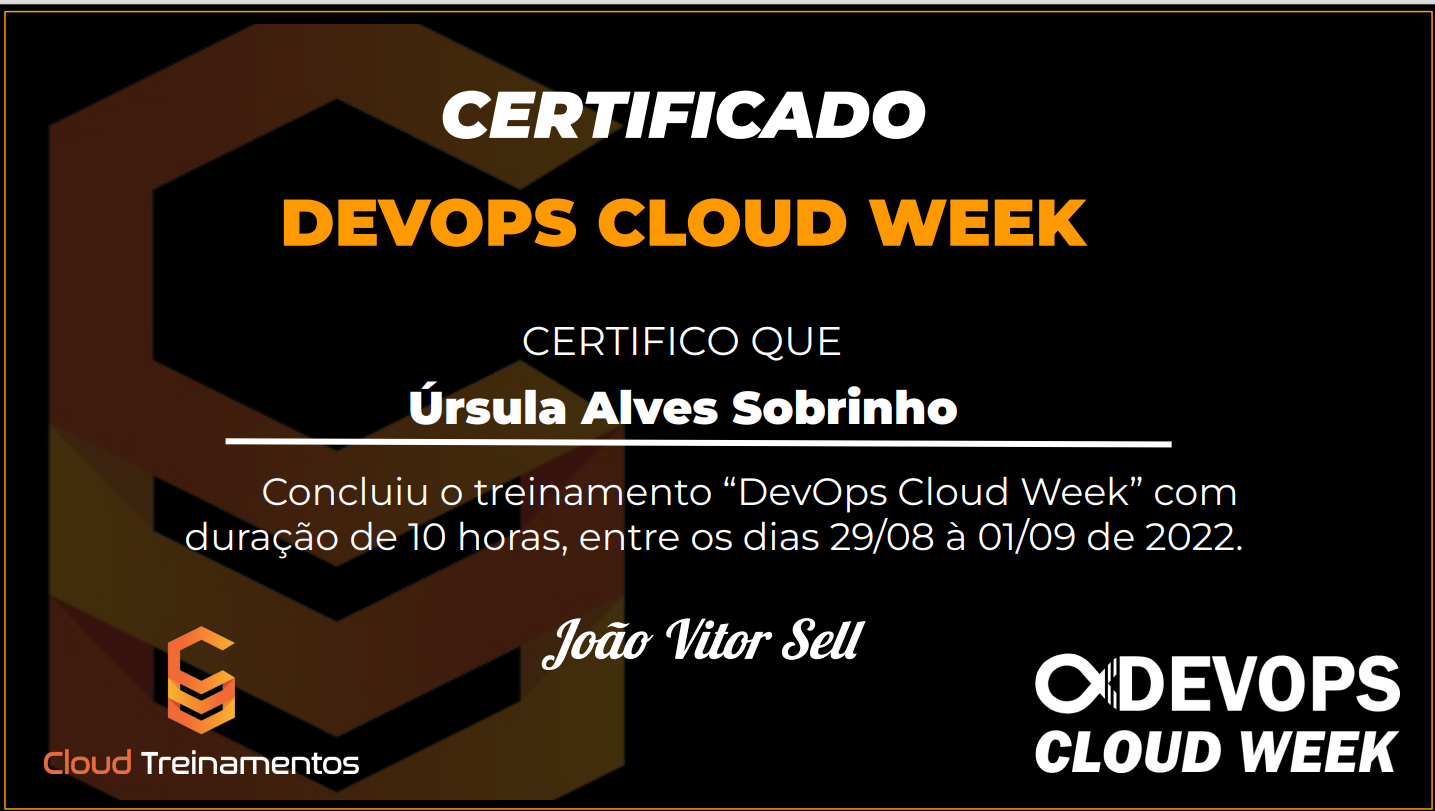 CERTIFICADO
DEVOPS CLOUD WEEK
CERTIFICO QUE
Úrsula Alves Sobrinho
Concluiu o treinamento “DevOps Cloud Week” com
duração de 10 horas, entre os dias 29/08 à 01/09 de 2022.
João Vitor Sell
Cloud Treinamentos
DEVOPS
CLOUD WEEK